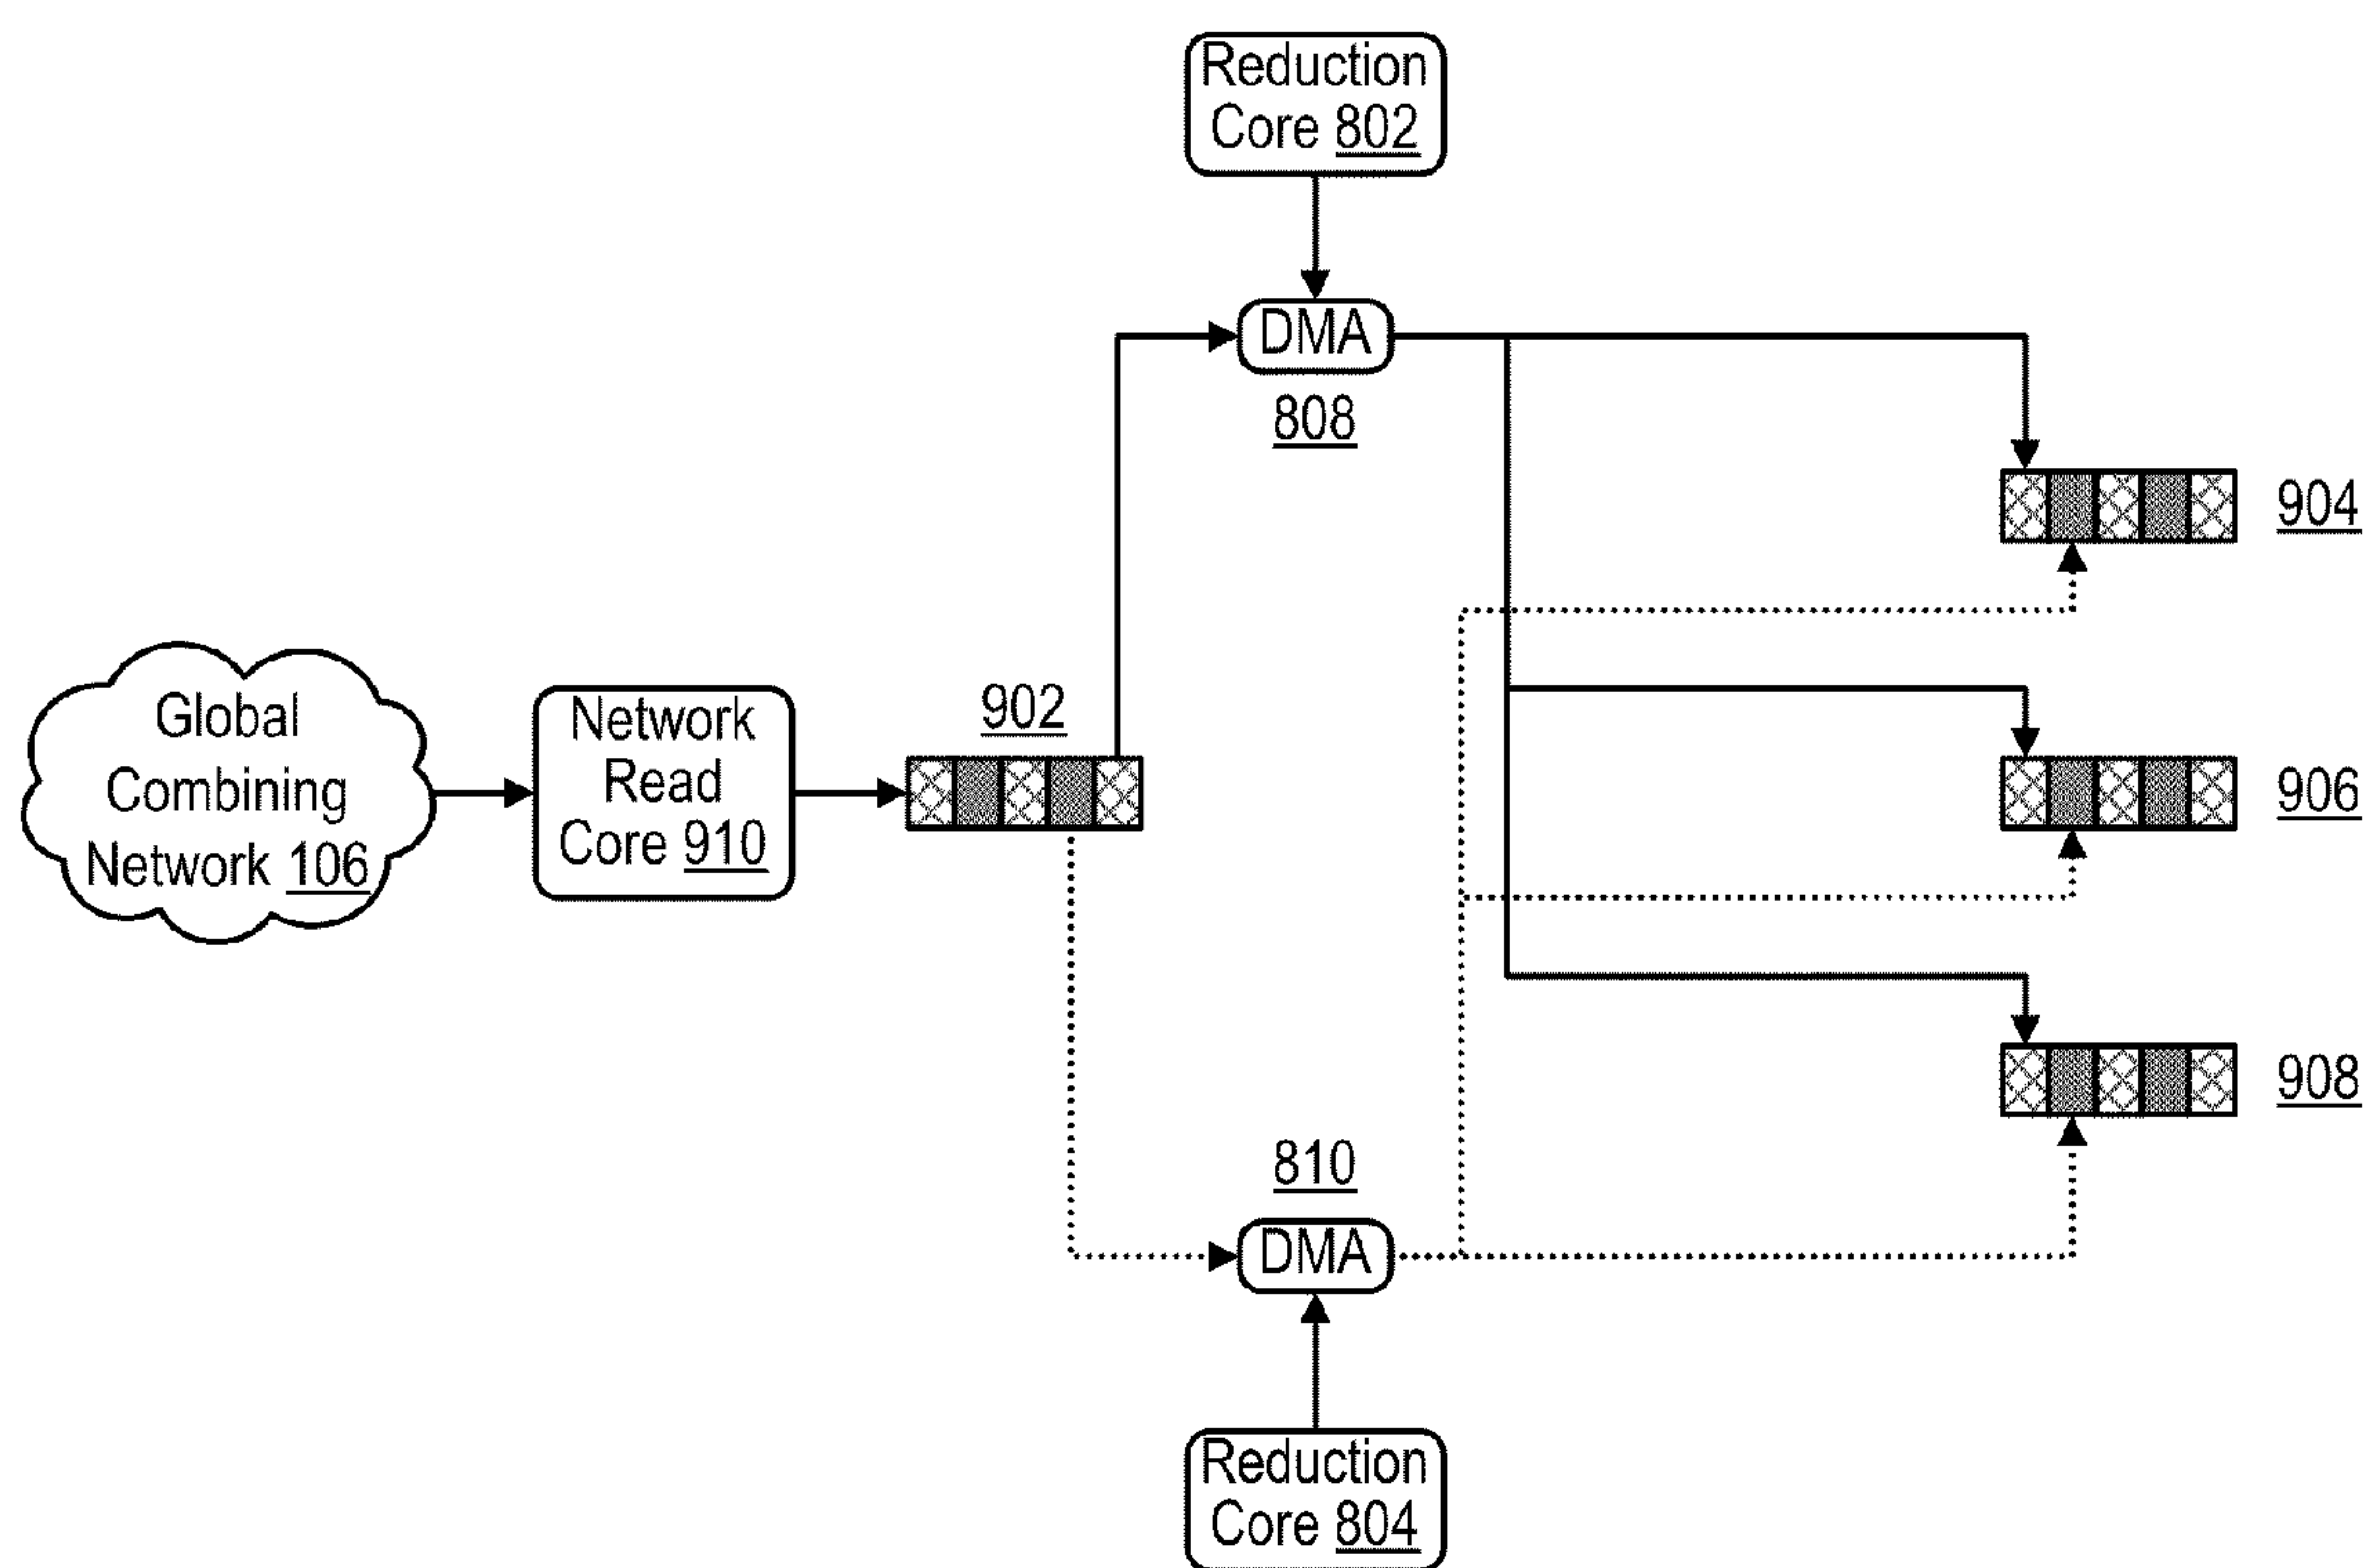 Reduction
Core 802
DMA
808
904
Global
Combining
Network 106
Network
Read
Core 910
902
906
908
810
DMA
Reduction
Core 804